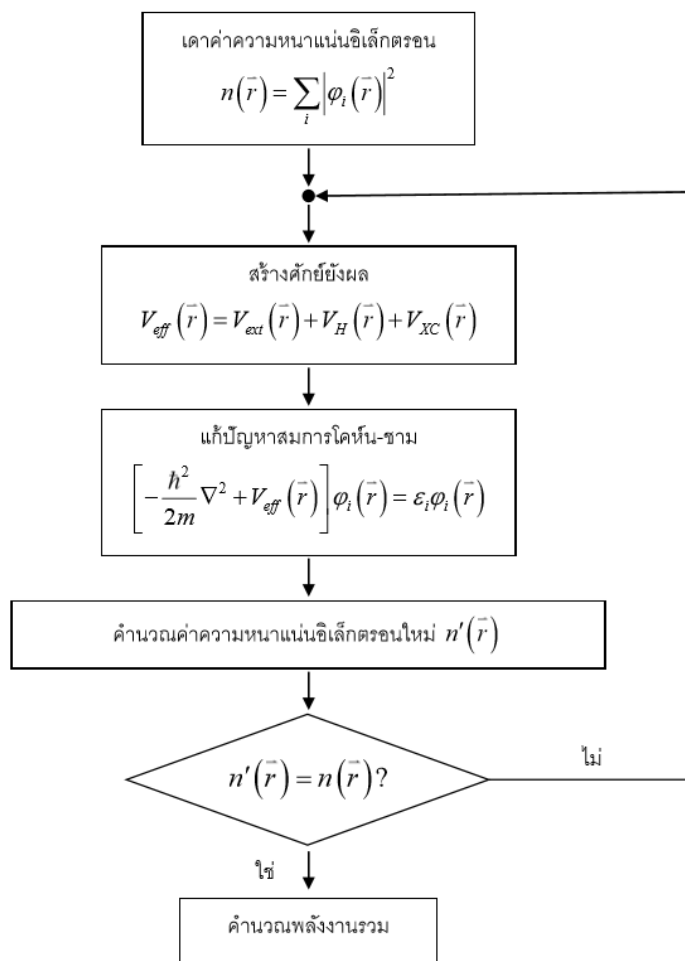 เดาค่าความหนาแน่นอิเล็กตรอน
n(r⃗) = ∑ᵢ |φᵢ(r⃗)|²
สร้างศักย์ยังผล
V_eff(r⃗) = V_ext(r⃗) + V_H(r⃗) + V_XC(r⃗)
แก้ปัญหาสมการโคห์น-ชาม
[-ℏ²/2m ∇² + V_eff(r⃗)]φᵢ(r⃗) = εᵢφᵢ(r⃗)
คำนวณค่าความหนาแน่นอิเล็กตรอนใหม่ n′(r⃗)
n′(r⃗) = n(r⃗)?
ไม่
ใช่
คำนวณพลังงานรวม